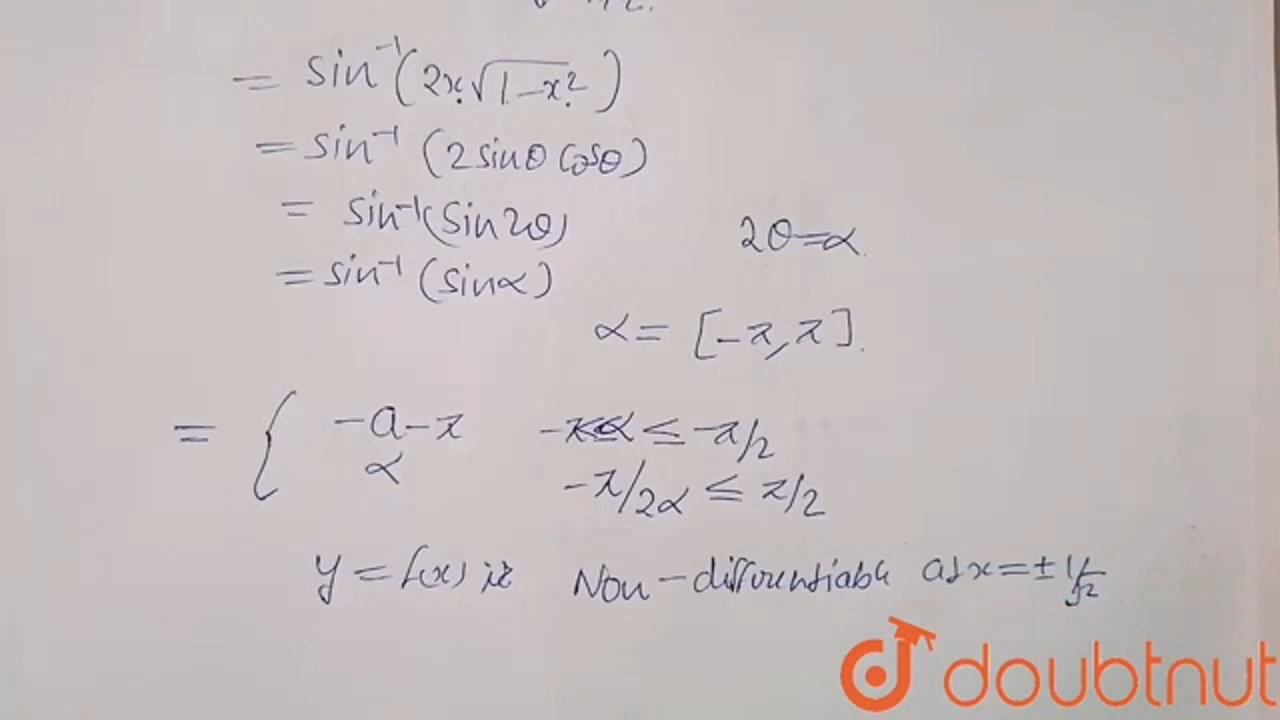 = sin⁻¹(2x√1-x²)
= sin⁻¹ (2sinθ cosθ)
= sin⁻¹(sin2θ)
2θ=α
= sin⁻¹ (sinα)
α = [-π, π].
= { -a-π -π≤α ≤ -π/2
α -π/2α ≤ π/2
y = f(x) is Non-differentiable at x = ± 1/√2
doubtnut